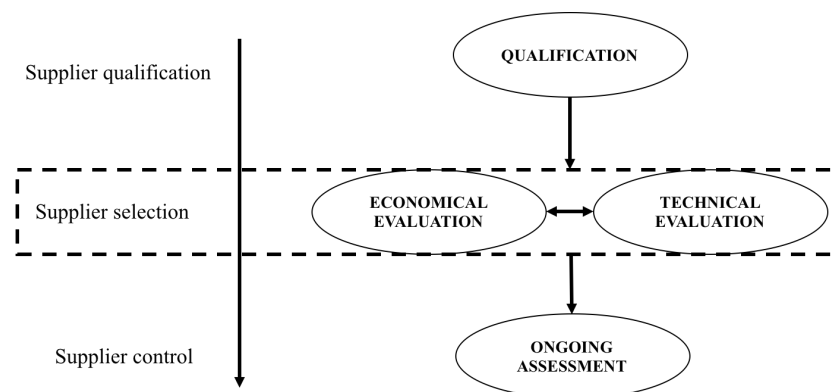 Supplier qualification
QUALIFICATION
Supplier selection
ECONOMICAL
EVALUATION
TECHNICAL
EVALUATION
Supplier control
ONGOING
ASSESSMENT